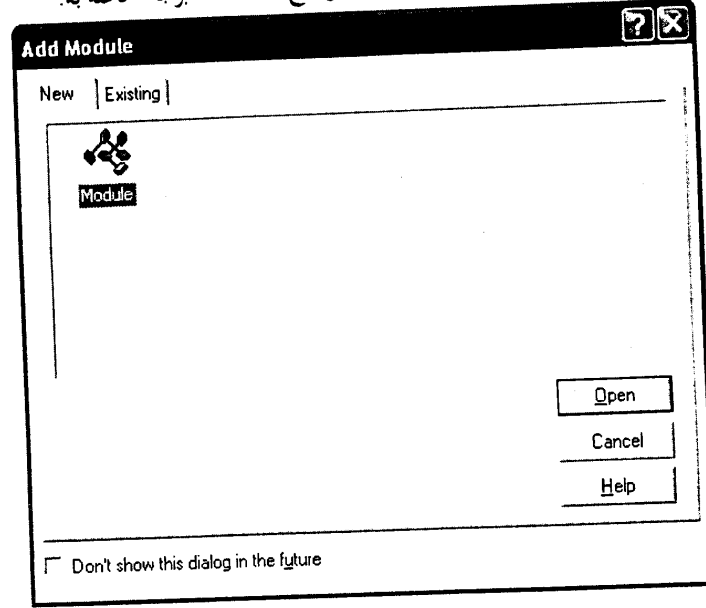 Add Module
New Existing
Module
Open
Cancel
Help
Don't show this dialog in the future